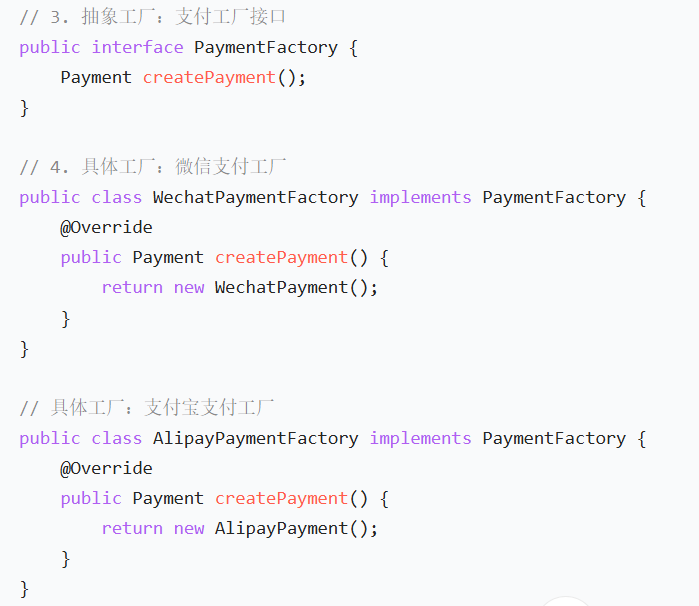 // 3. 抽象工厂：支付工厂接口
public interface PaymentFactory {
    Payment createPayment();
}

// 4. 具体工厂：微信支付工厂
public class WechatPaymentFactory implements PaymentFactory {
    @Override
    public Payment createPayment() {
        return new WechatPayment();
    }
}

// 具体工厂：支付宝支付工厂
public class AlipayPaymentFactory implements PaymentFactory {
    @Override
    public Payment createPayment() {
        return new AlipayPayment();
    }
}